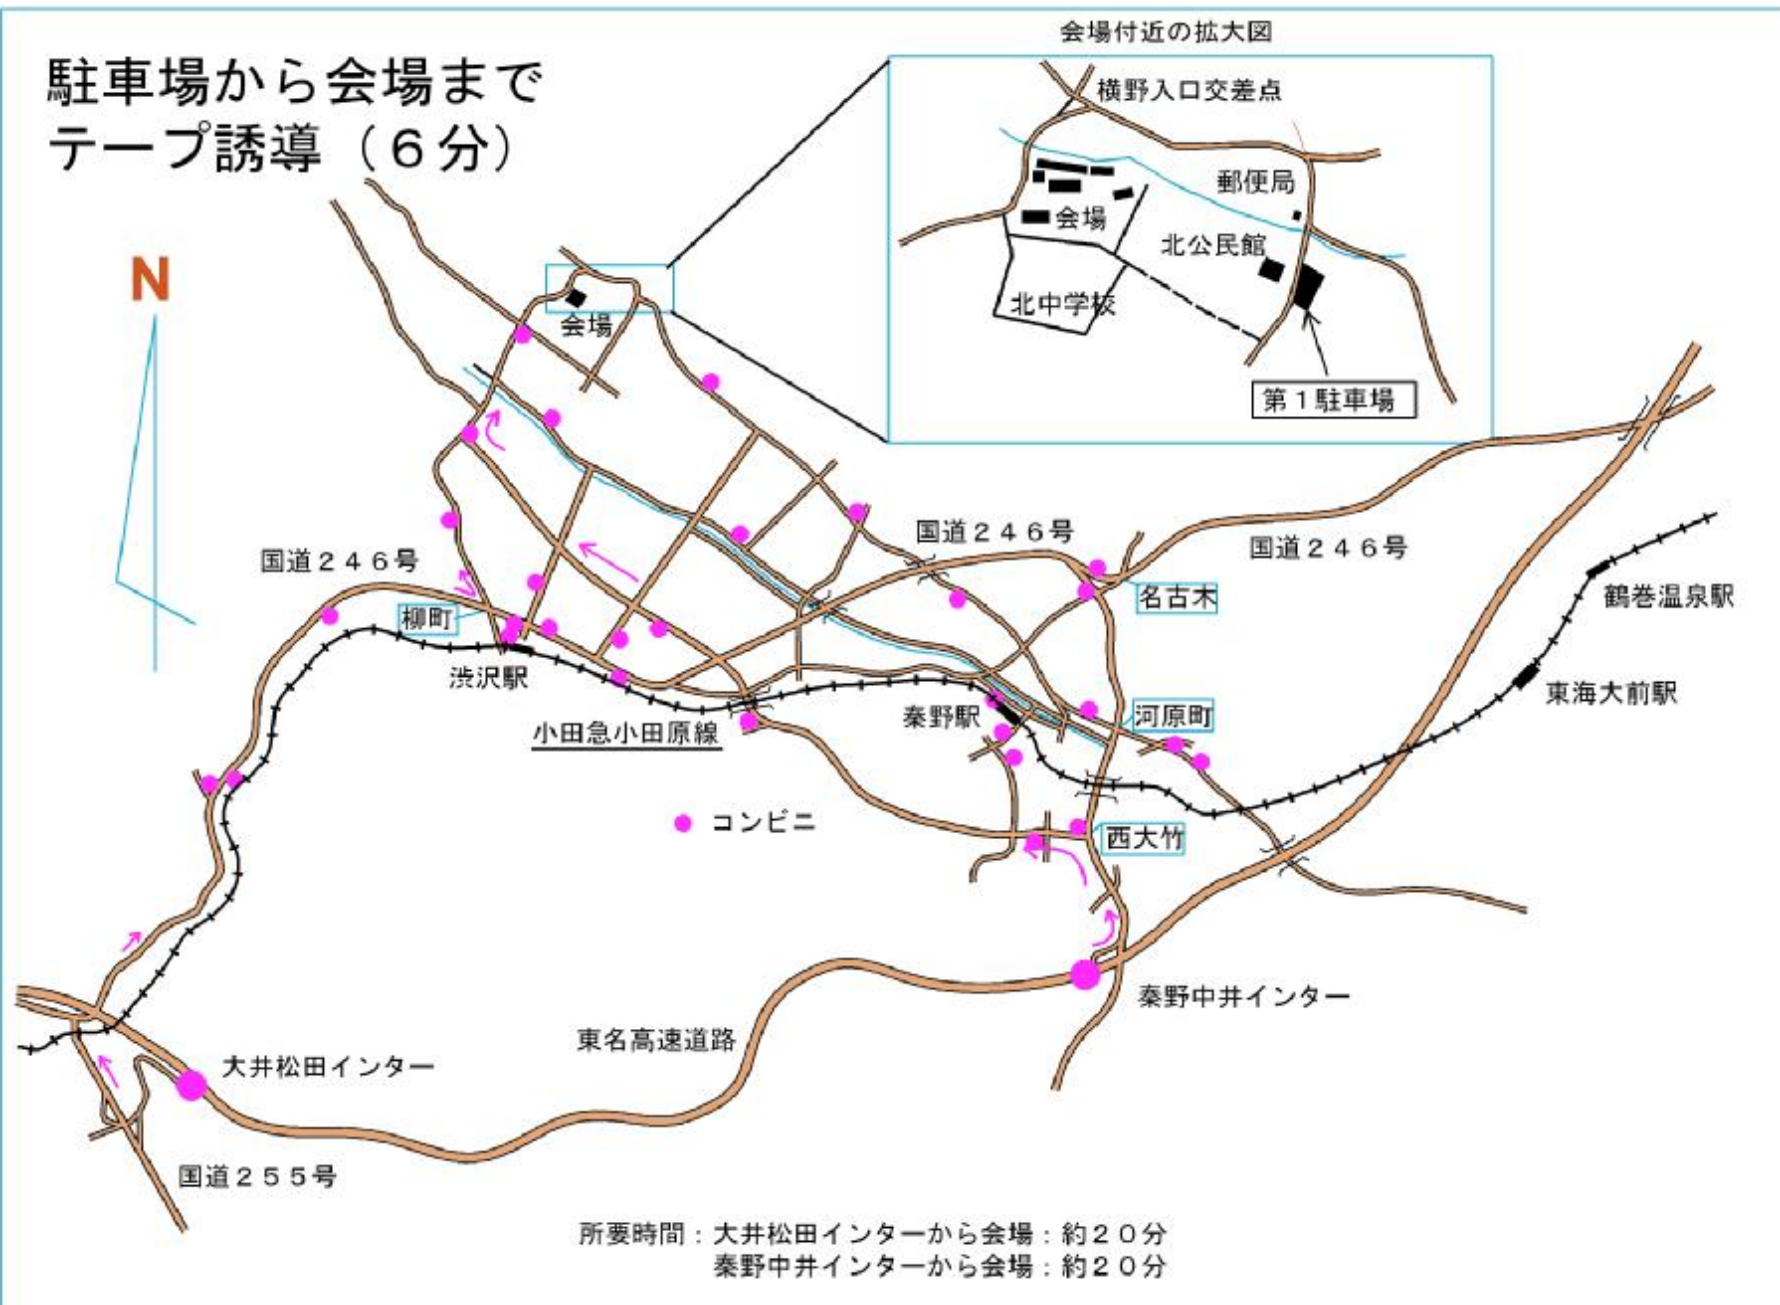 会場付近の拡大図
駐車場から会場まで
テープ誘導（６分）
横野入口交差点
郵便局
会場
北公民館
北中学校
第１駐車場
N
会場
国道２４６号
国道２４６号
国道２４６号
柳町
名古木
鶴巻温泉駅
渋沢駅
東海大前駅
秦野駅
河原町
小田急小田原線
コンビニ
西大竹
秦野中井インター
東名高速道路
大井松田インター
国道２５５号
所要時間：大井松田インターから会場：約２０分
秦野中井インターから会場：約２０分